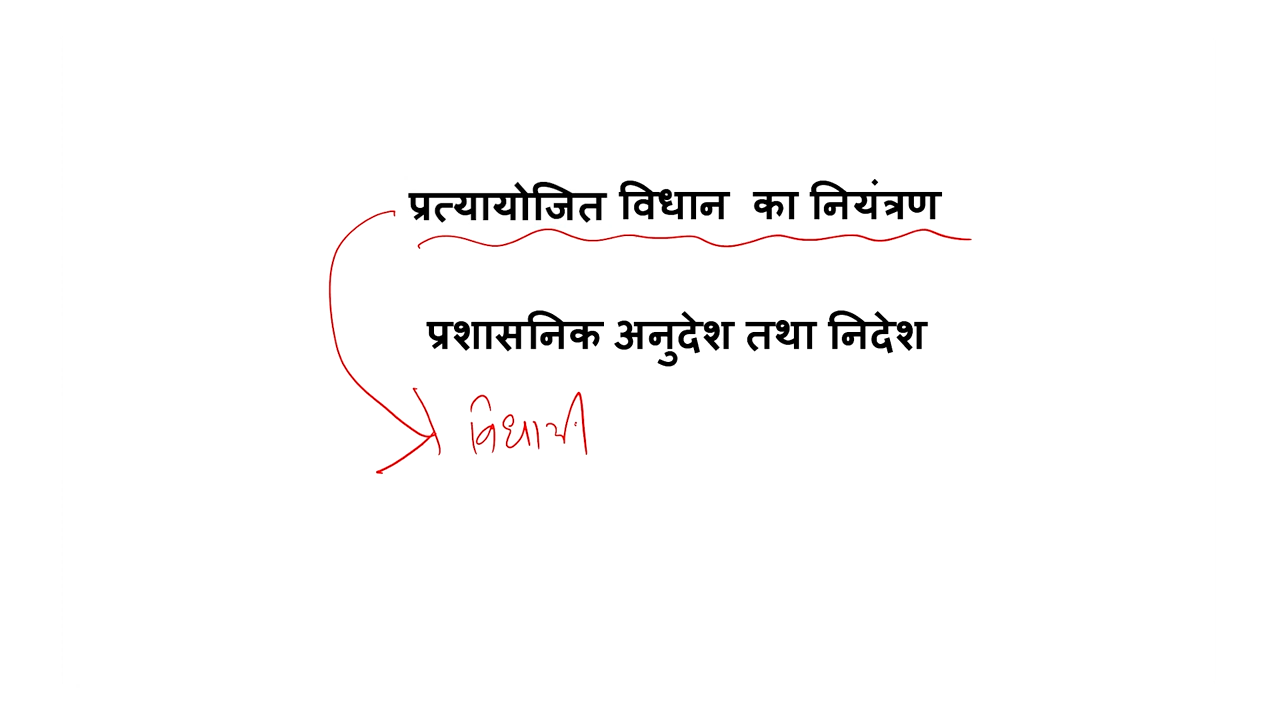 प्रत्यायोजित विधान का नियंत्रण
प्रशासनिक अनुदेश तथा निदेश
विधायी